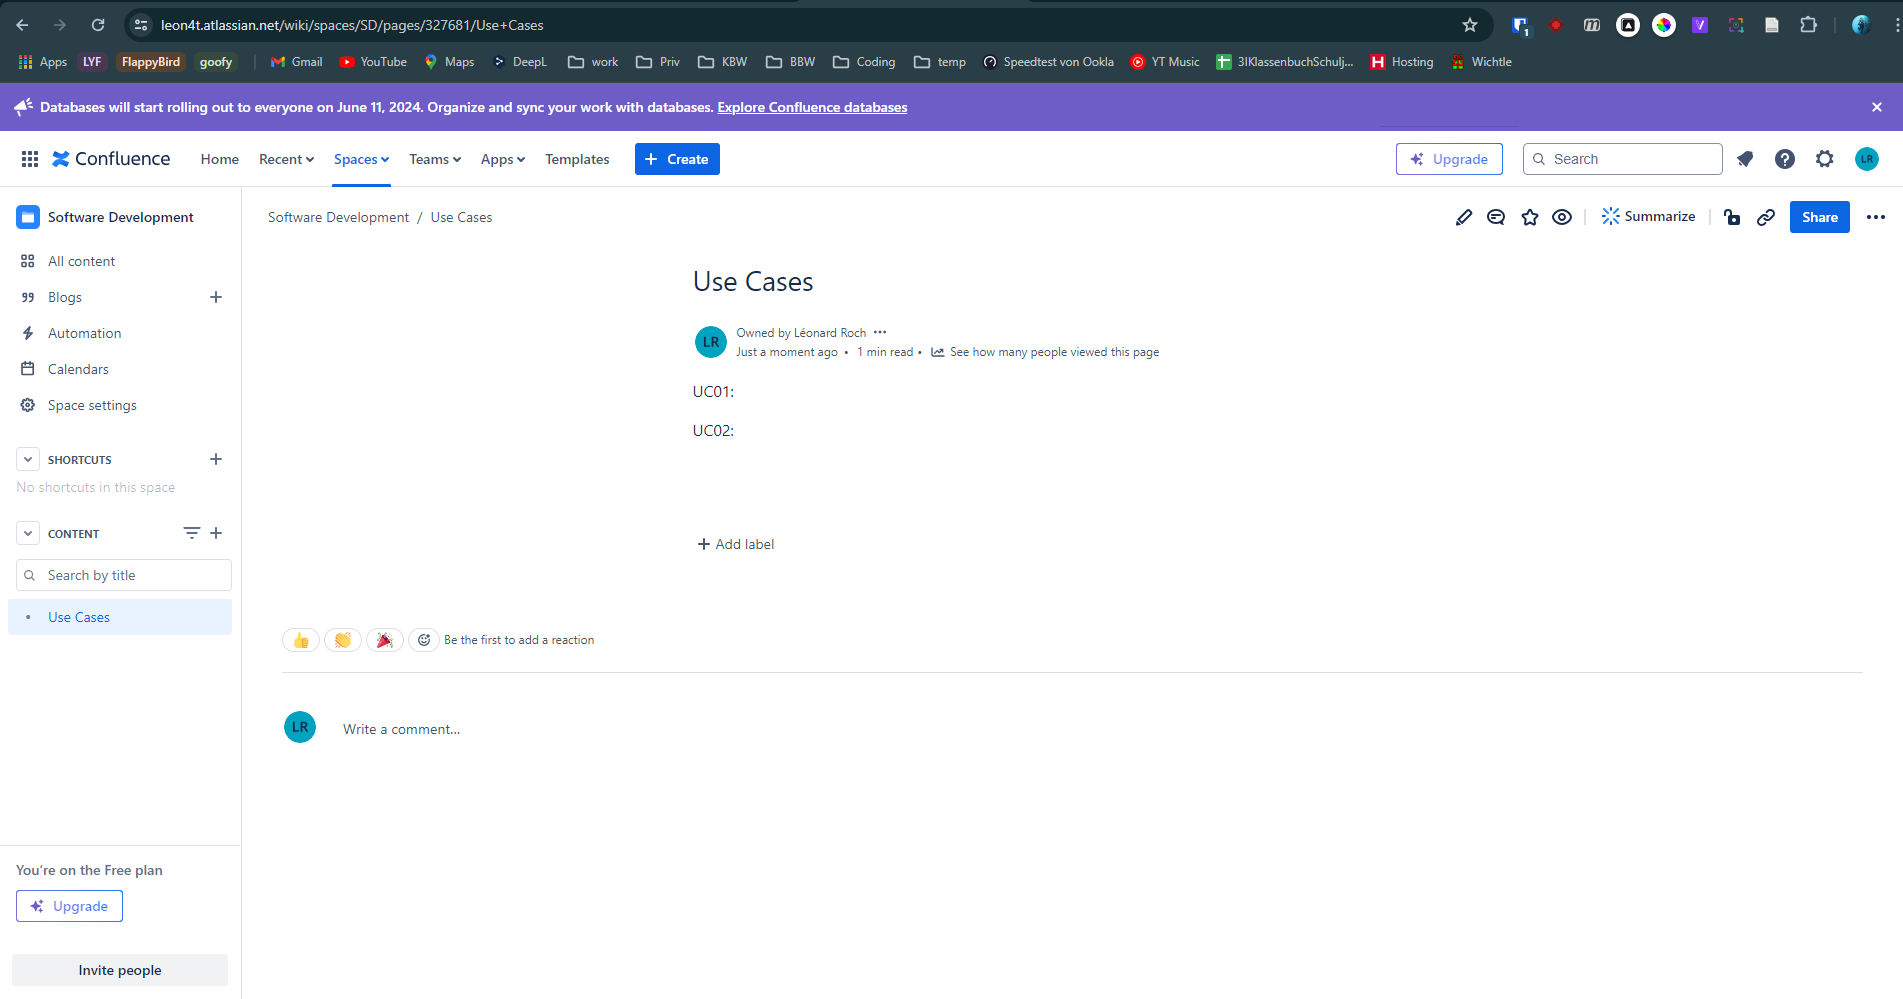 leon4t.atlassian.net/wiki/spaces/SD/pages/327681/Use+Cases
1
Apps LYF FlappyBird goofy Gmail YouTube Maps DeepL work Priv KBW BBW Coding temp Speedtest von Ookla YT Music 3IKlassenbuchSchulj... Hosting Wichtle
Databases will start rolling out to everyone on June 11, 2024. Organize and sync your work with databases. Explore Confluence databases
Confluence Home Recent Spaces Teams Apps Templates Create Upgrade Search LR
Software Development
All content
Blogs
Automation
Calendars
Space settings
SHORTCUTS
No shortcuts in this space
CONTENT
Search by title
Use Cases
You're on the Free plan
Upgrade
Invite people
Software Development / Use Cases
Summarize Share
Use Cases
LR
Owned by Léonard Roch
Just a moment ago • 1 min read • See how many people viewed this page
UC01:
UC02:
Add label
Be the first to add a reaction
LR
Write a comment...